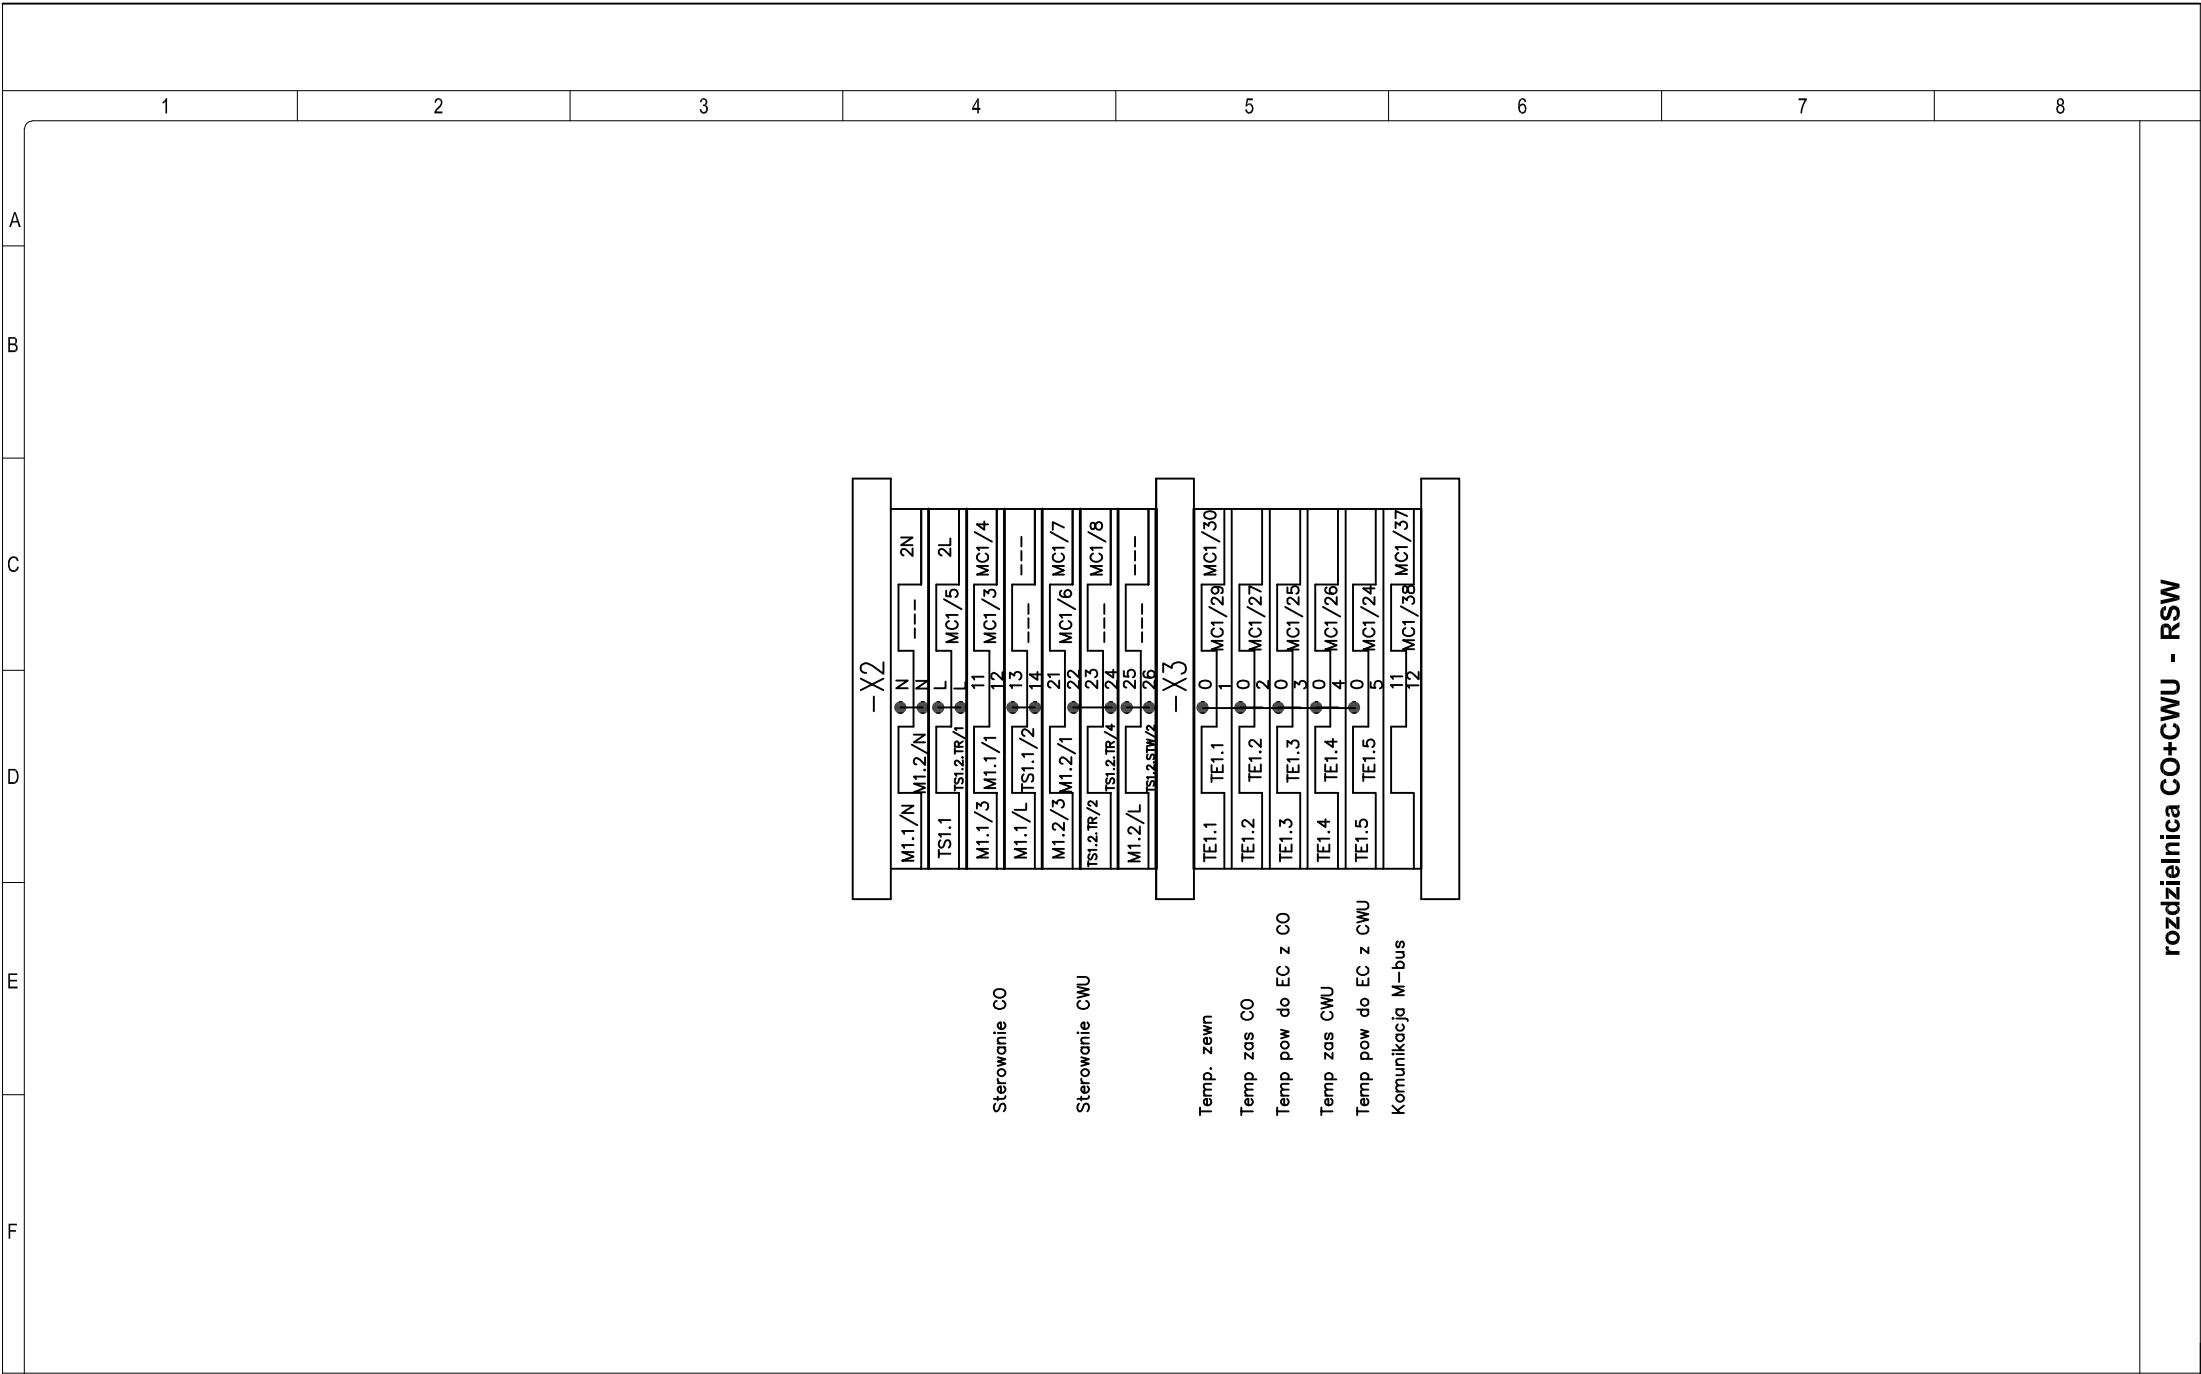 1 2 3 4 5 6 7 8
A
B
C
D
E
F
-X2
2N
---
N
N
M1.2/N
M1.1/N
2L
MC1/5
L
L
TS1.2.TR/1
TS1.1
MC1/4
MC1/3
11
12
M1.1/1
M1.1/3
---
---
13
14
TS1.1/2
M1.1/L
MC1/7
MC1/6
21
22
M1.2/1
M1.2/3
MC1/8
---
23
24
TS1.2.TR/4
TS1.2.TR/2
---
---
25
26
TS1.2.STW/2
M1.2/L
-X3
MC1/30
MC1/29
0
1
TE1.1
TE1.1
MC1/27
0
2
TE1.2
TE1.2
MC1/25
0
3
TE1.3
TE1.3
MC1/26
0
4
TE1.4
TE1.4
MC1/24
0
5
TE1.5
TE1.5
MC1/37
MC1/38
11
12
Sterowanie CO
Sterowanie CWU
Temp. zewn
Temp zas CO
Temp pow do EC z CO
Temp zas CWU
Temp pow do EC z CWU
Komunikacja M-bus
rozdzielnica CO+CWU - RSW